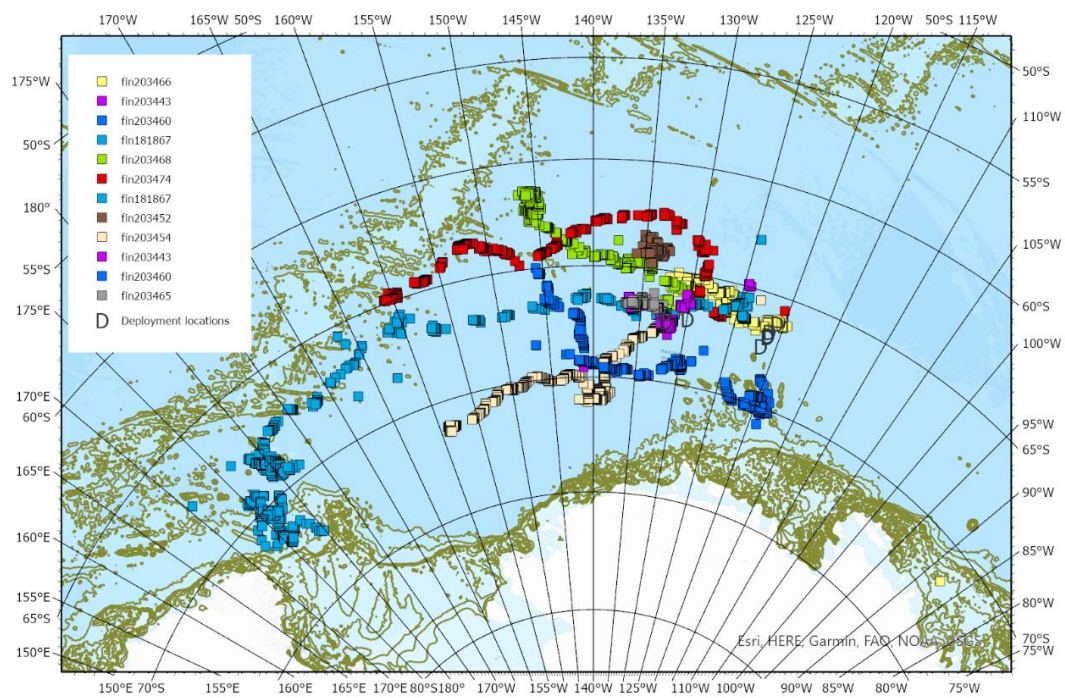 170°W 165°W 50°S 160°W 155°W 150°W 145°W 140°W 135°W 130°W 125°W 120°W 50°S 115°W
175°W
50°S
180°
55°S
175°E
170°E
60°S
165°E
160°E
155°E
65°S
150°E
fin203466
fin203443
fin203460
fin181867
fin203468
fin203474
fin181867
fin203452
fin203454
fin203443
fin203460
fin203465
D Deployment locations
D
D
D
50°S
110°W
55°S
105°W
60°S
100°W
95°W
65°S
90°W
85°W
80°W
70°S
75°W
Esri, HERE, Garmin, FAO, NOAA, USGS
150°E 70°S 155°E 160°E 165°E 170°E 80°S 180° 170°W 155°W 140°W 125°W 110°W 100°W 90°W 80°S 85°W 80°W 70°S 75°W